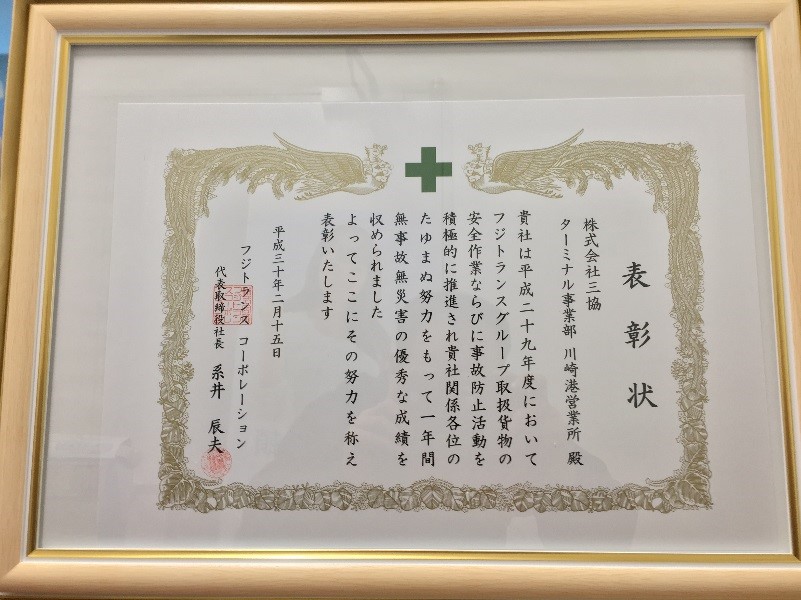 表彰状
株式会社三協
ターミナル事業部 川崎港営業所 殿
貴社は平成二十九年度において
フジトランスグループ取扱貨物の
安全作業ならびに事故防止活動を
積極的に推進され貴社関係各位の
たゆまぬ努力をもって一年間
無事故無災害の優秀な成績を
収められました
よってここにその努力を称え
表彰いたします
平成三十年二月十五日
フジトランス コーポレーション
代表取締役社長 糸井 辰夫